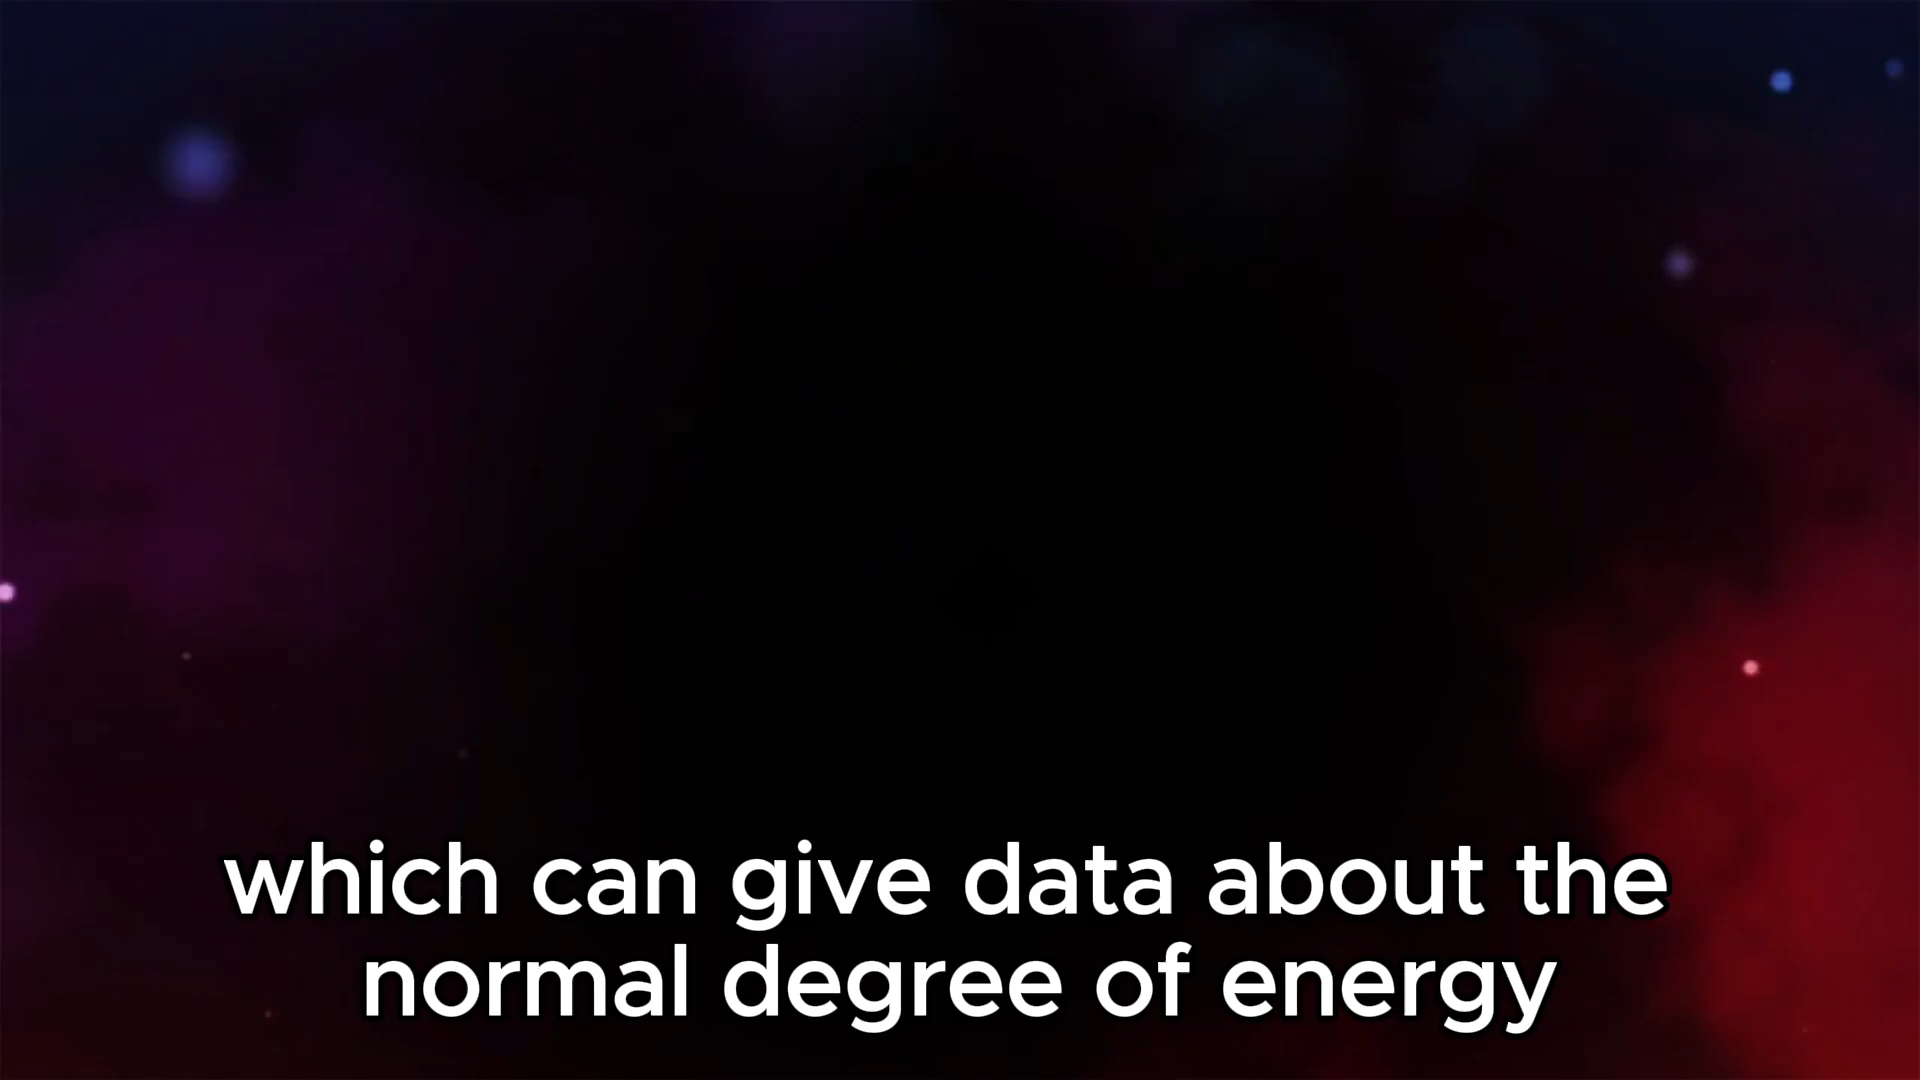 which can give data about the
normal degree of energy